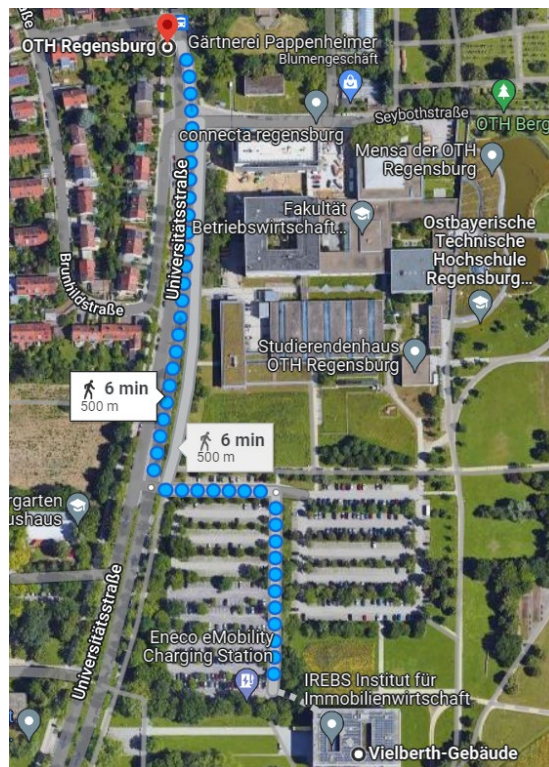 OTH Regensburg
Gärtnerei Pappenheimer
Blumengeschäft
Seybothstraße
connecta regensburg
OTH Berg
Mensa der OTH
Regensburg
Universitätsstraße
Fakultät
Betriebswirtschaft...
Ostbayerische
Technische
Hochschule
Regensburg...
Brunhildstraße
Studierendenhaus
OTH Regensburg
6 min
500 m
6 min
500 m
Universitätsstraße
Eneco eMobility
Charging Station
IREBS Institut für
Immobilienwirtschaft
Vielberth-Gebäude